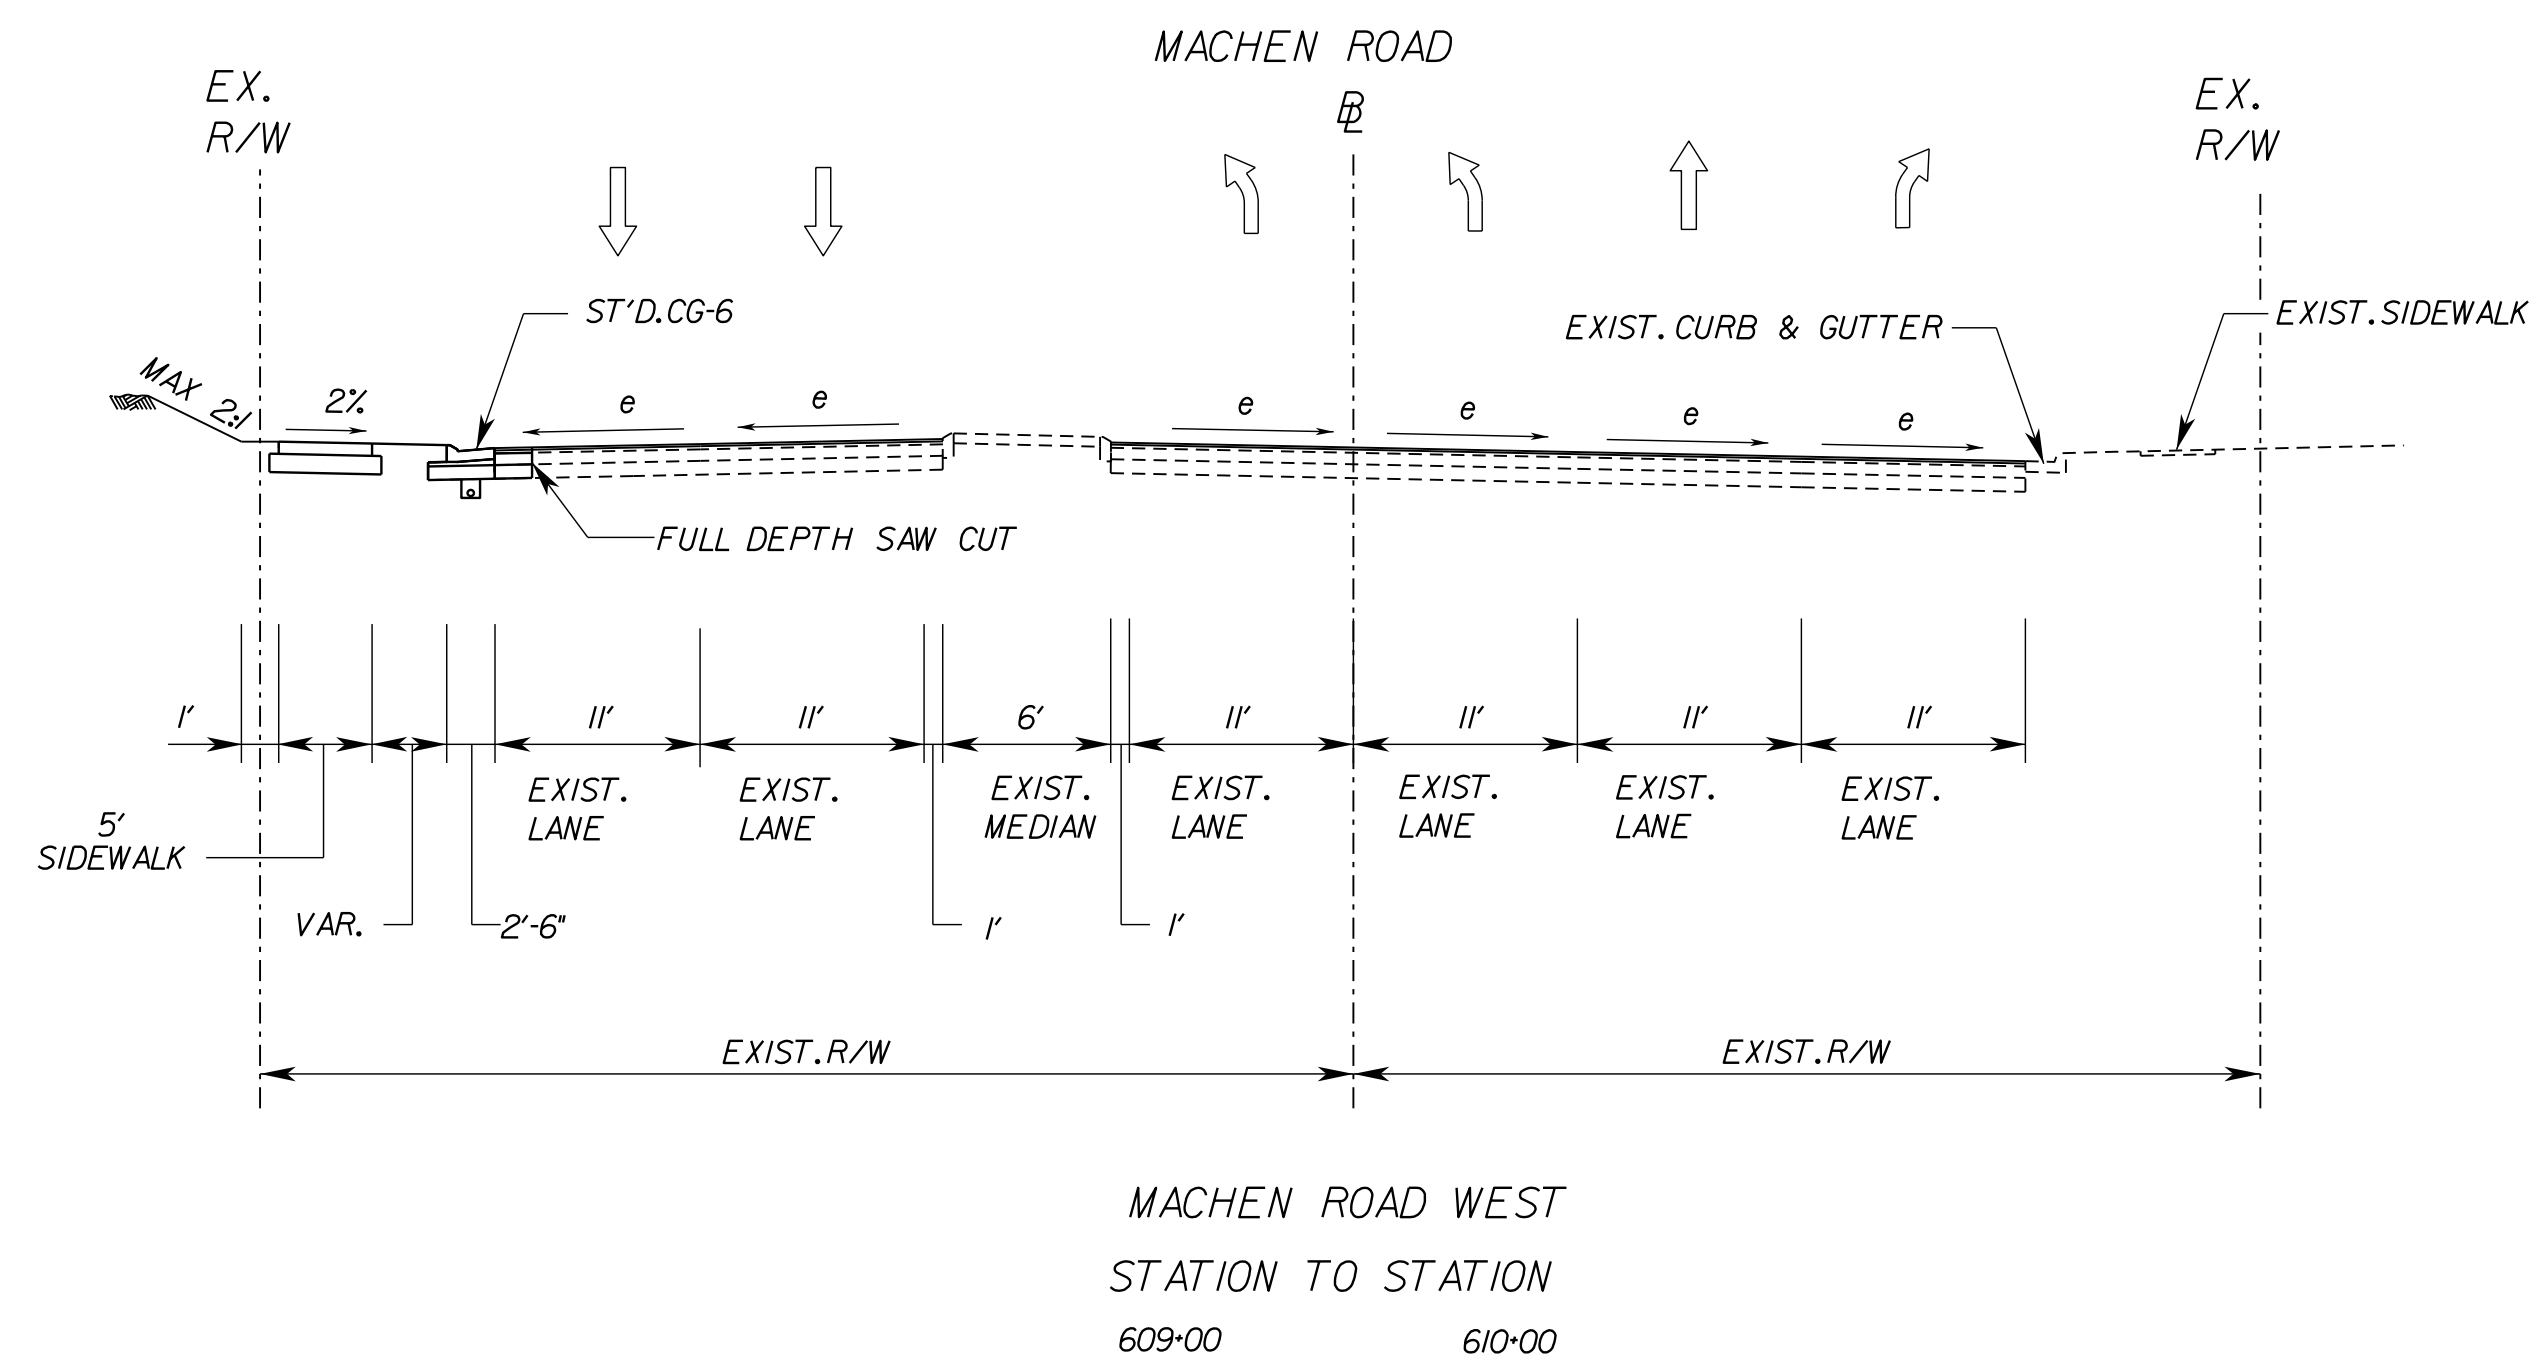 MACHEN ROAD
BL
EX.
R/W
EX.
R/W
ST'D. CG-6
EXIST. CURB & GUTTER
EXIST. SIDEWALK
MAX 2:1
2%
e
e
e
e
e
e
FULL DEPTH SAW CUT
1'
11'
11'
6'
11'
11'
11'
11'
EXIST.
LANE
EXIST.
LANE
EXIST.
MEDIAN
EXIST.
LANE
EXIST.
LANE
EXIST.
LANE
EXIST.
LANE
5'
SIDEWALK
VAR.
2'-6"
1'
1'
EXIST. R/W
EXIST. R/W
MACHEN ROAD WEST
STATION TO STATION
609+00 610+00